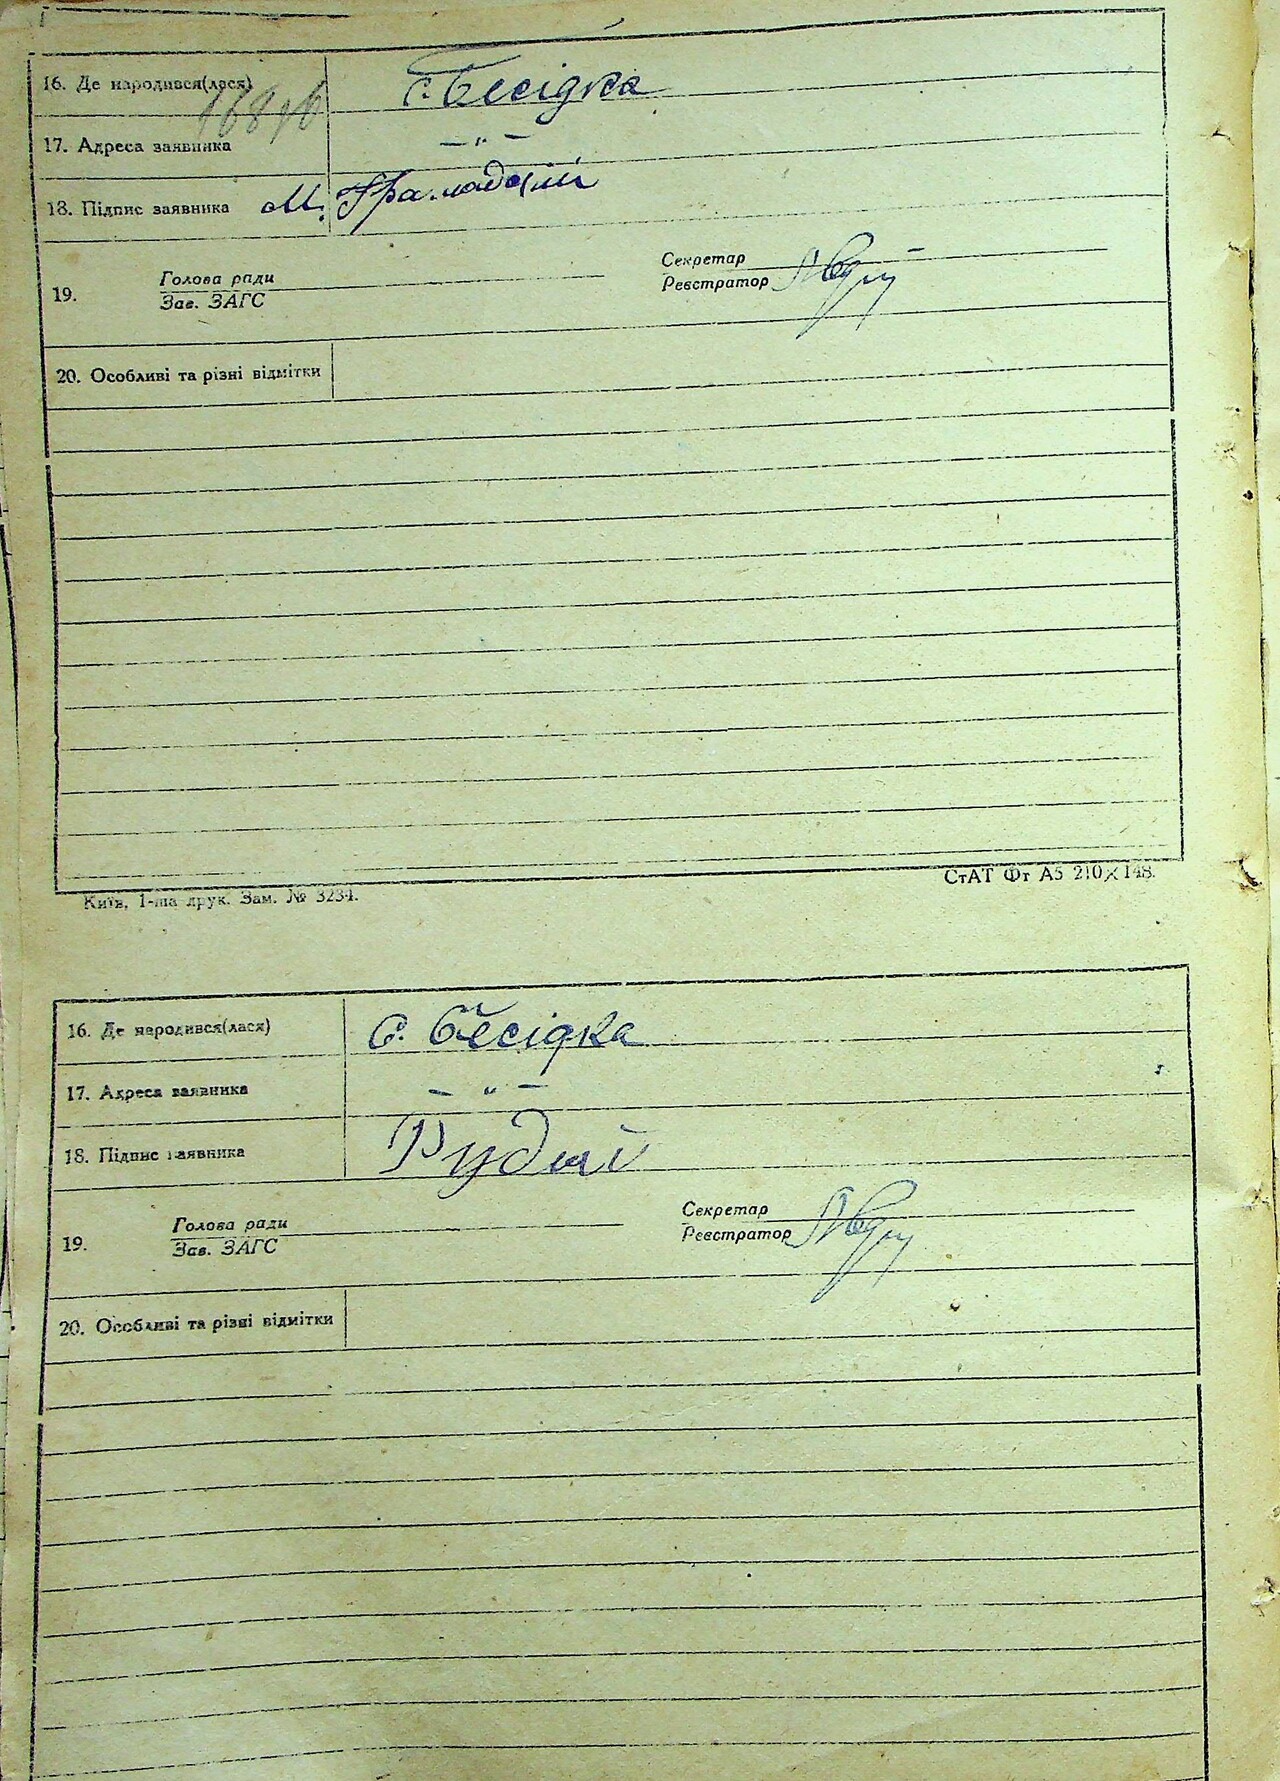 16. Де народився(лася) с. Бесідка
17. Адреса заявника — " —
18. Підпис заявника М.
19. Голова ради Секретар
Зав. ЗАГС Реєстратор
20. Особливі та різні відмітки
Київ, 1-ша друк. Зам. № 3234. СтАТ Фт А5 210×148.
16. Де народився(лася) с. Бесідка
17. Адреса заявника — " —
18. Підпис заявника Рудий
19. Голова ради Секретар
Зав. ЗАГС Реєстратор
20. Особливі та різні відмітки